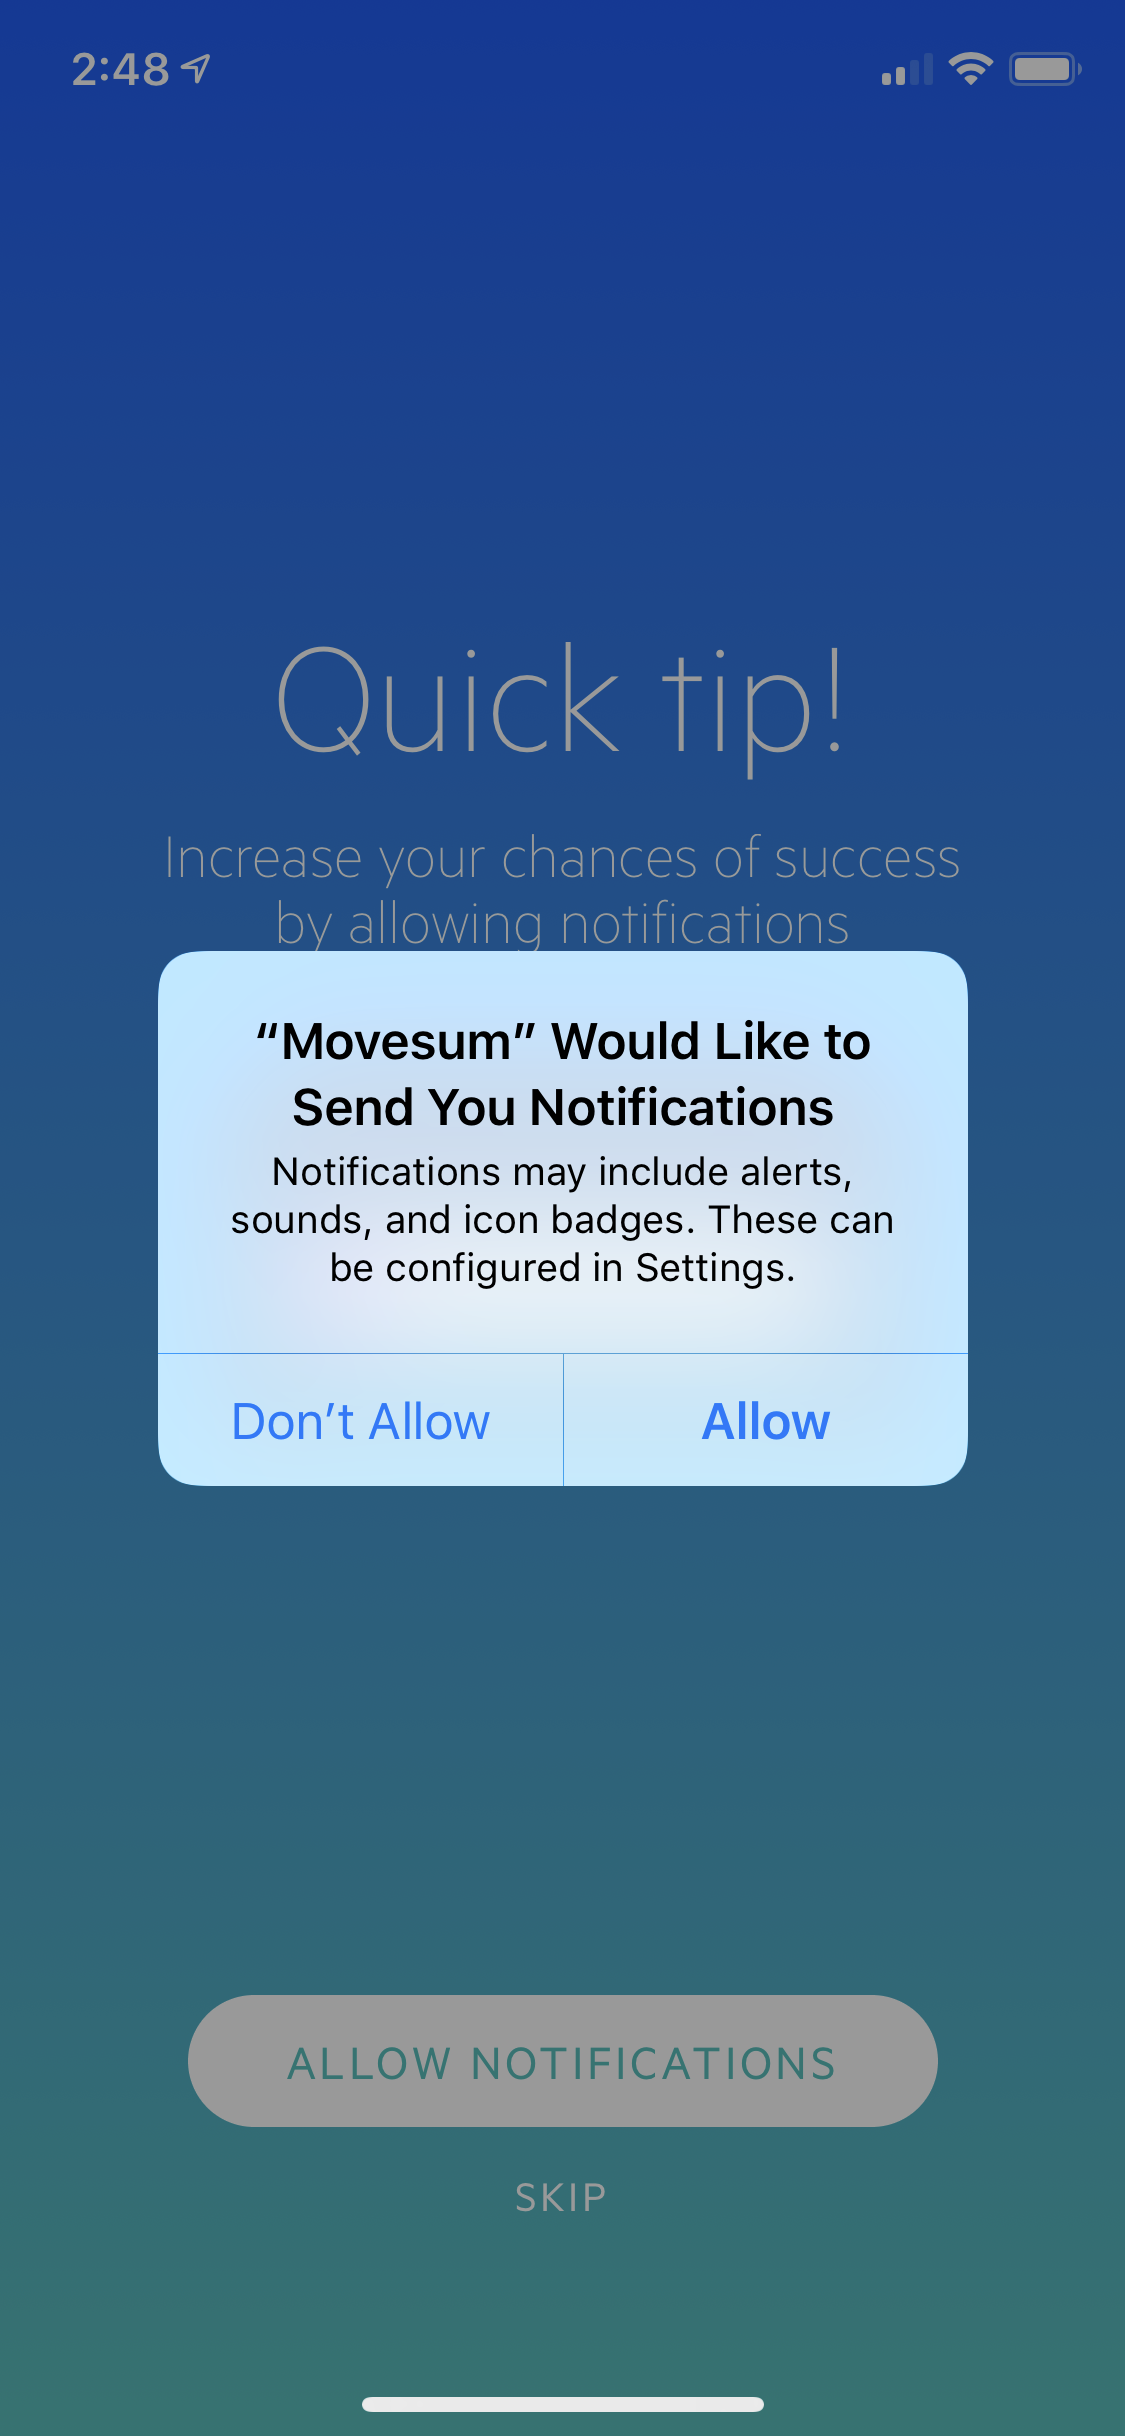 2:48
Quick tip!
Increase your chances of success
by allowing notifications
“Movesum” Would Like to
Send You Notifications
Notifications may include alerts,
sounds, and icon badges. These can
be configured in Settings.
Don’t Allow
Allow
ALLOW NOTIFICATIONS
SKIP